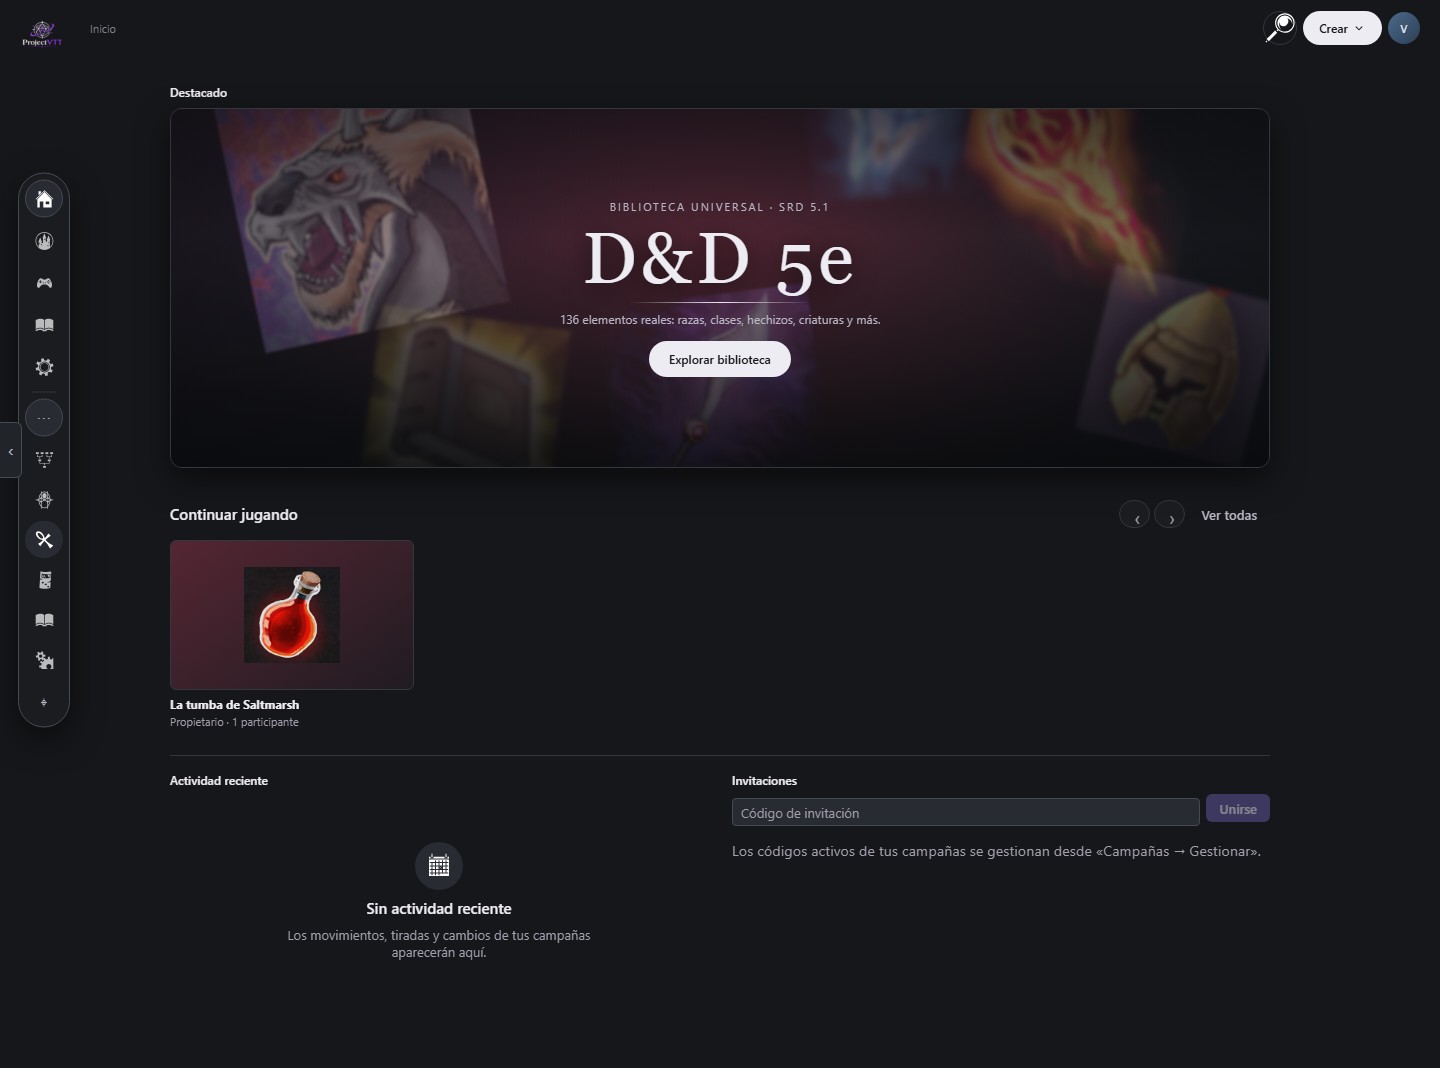 ProjectVTT
Inicio
Crear
V
Destacado
BIBLIOTECA UNIVERSAL · SRD 5.1
D&D 5e
136 elementos reales: razas, clases, hechizos, criaturas y más.
Explorar biblioteca
Continuar jugando
Ver todas
La tumba de Saltmarsh
Propietario · 1 participante
Actividad reciente
Sin actividad reciente
Los movimientos, tiradas y cambios de tus campañas
aparecerán aquí.
Invitaciones
Código de invitación
Unirse
Los códigos activos de tus campañas se gestionan desde «Campañas → Gestionar».